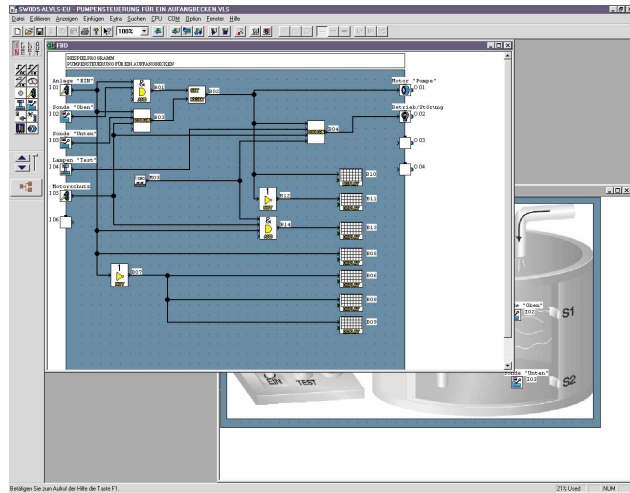 SW0D5-ALVLS-EU - PUMPENSTEUERUNG FÜR EIN AUFANGBECKEN.VLS
Datei Editieren Anzeigen Einfügen Extra Suchen CPU COM Option Fenster Hilfe
100%
FBD
BEISPIELPROGRAMM
PUMPENSTEUERUNG FÜR EIN AUFANGBECKEN
Anlage "EIN"
I01
Sonde "Oben"
I02
Sonde "Unten"
I03
Lampen "Test"
I04
Motorschutz
I05
I06
B01
B02
B03
B04
B10
B12
B11
B14
B13
B05
B07
B06
B08
B09
Motor "Pumpe"
O01
Betrieb/Störung
O02
O03
O04
"Oben"
I02
S1
Sonde "Unten"
I03
S2
EIN TEST
Betätigen Sie zum Aufruf der Hilfe die Taste F1.
21% Used
NUM